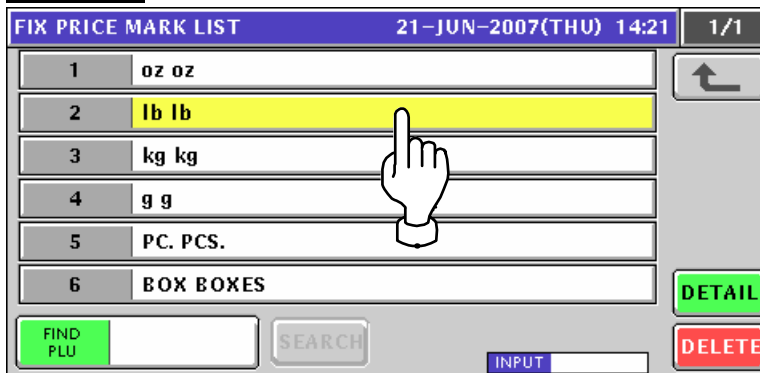 FIX PRICE MARK LIST 21-JUN-2007(THU) 14:21 1/1
1 oz oz
2 lb lb
3 kg kg
4 g g
5 PC. PCS.
6 BOX BOXES
DETAIL
FIND PLU
SEARCH
INPUT
DELETE